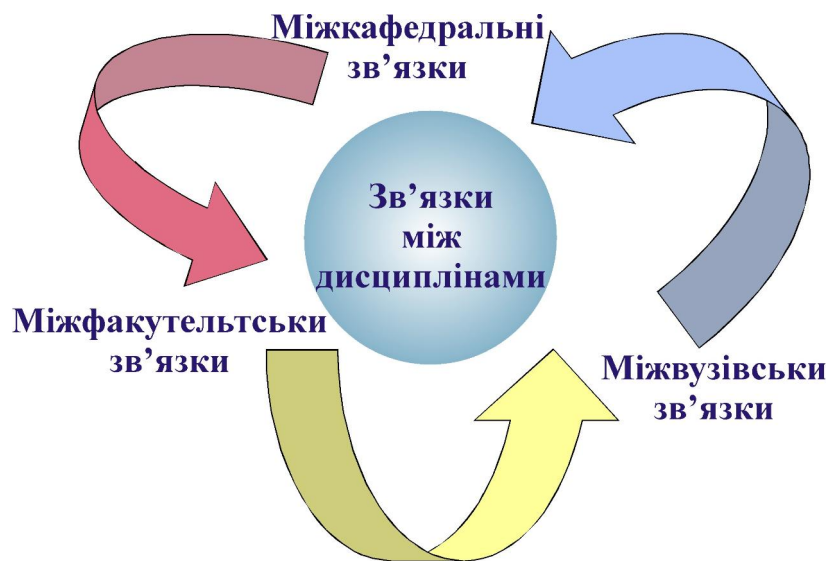 Міжкафедральні
зв’язки
Зв’язки
між
дисциплінами
Міжфакутельтськи
зв’язки
Міжвузівськи
зв’язки